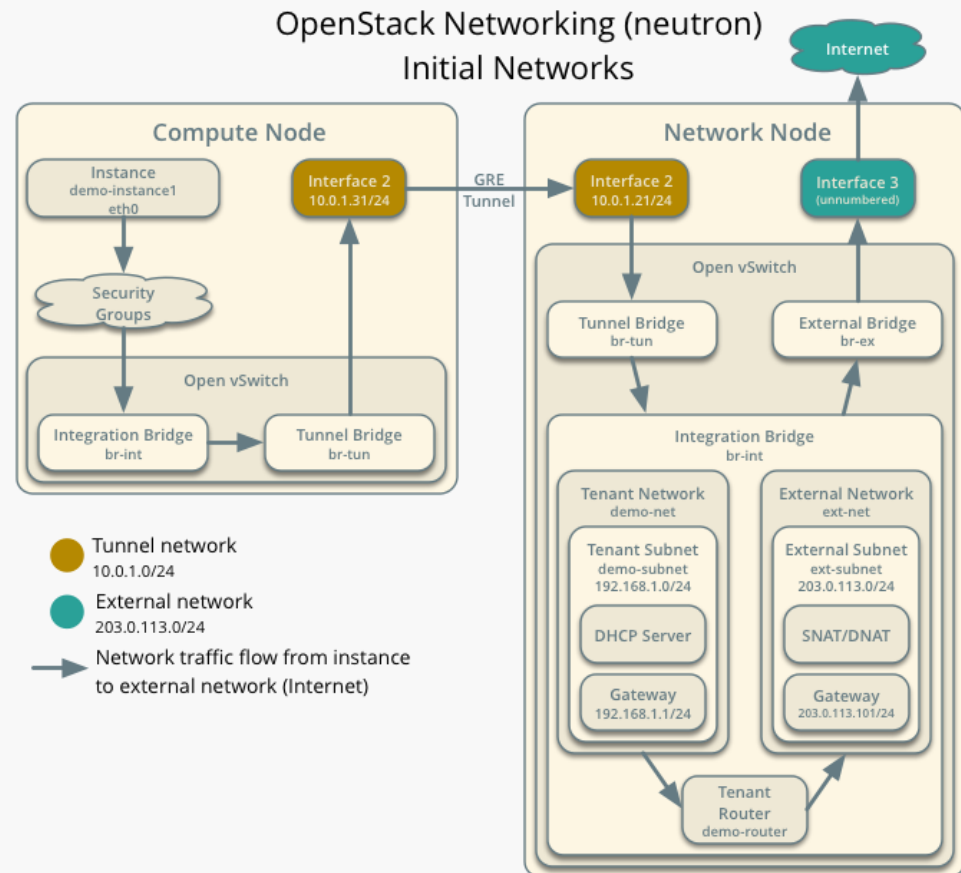 OpenStack Networking (neutron)
Initial Networks
Internet
Compute Node
Instance
demo-instance1
eth0
Interface 2
10.0.1.31/24
Security
Groups
Open vSwitch
Integration Bridge
br-int
Tunnel Bridge
br-tun
GRE
Tunnel
Network Node
Interface 2
10.0.1.21/24
Interface 3
(unnumbered)
Open vSwitch
Tunnel Bridge
br-tun
External Bridge
br-ex
Integration Bridge
br-int
Tenant Network
demo-net
Tenant Subnet
demo-subnet
192.168.1.0/24
DHCP Server
Gateway
192.168.1.1/24
External Network
ext-net
External Subnet
ext-subnet
203.0.113.0/24
SNAT/DNAT
Gateway
203.0.113.101/24
Tenant
Router
demo-router
Tunnel network
10.0.1.0/24
External network
203.0.113.0/24
Network traffic flow from instance
to external network (Internet)